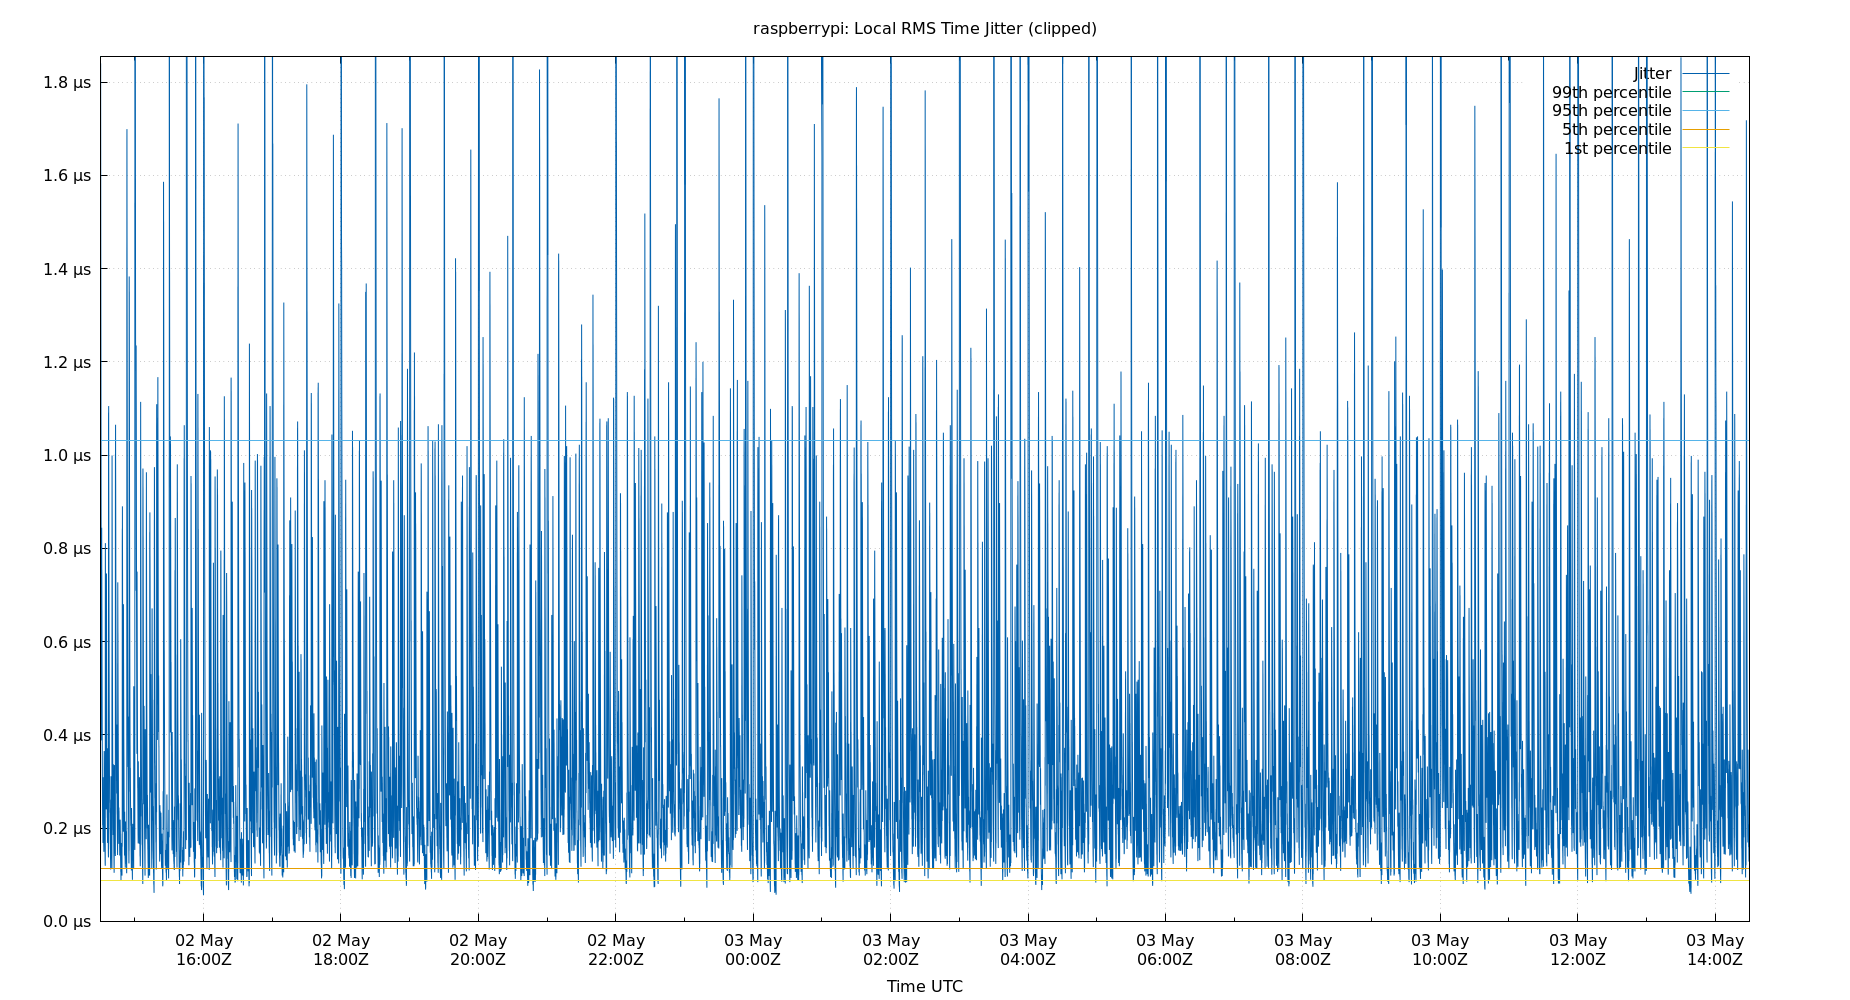 raspberrypi: Local RMS Time Jitter (clipped)
1.8 µs
1.6 µs
1.4 µs
1.2 µs
1.0 µs
0.8 µs
0.6 µs
0.4 µs
0.2 µs
0.0 µs
Jitter
99th percentile
95th percentile
5th percentile
1st percentile
02 May 02 May 02 May 02 May 03 May 03 May 03 May 03 May 03 May 03 May 03 May 03 May
16:00Z 18:00Z 20:00Z 22:00Z 00:00Z 02:00Z 04:00Z 06:00Z 08:00Z 10:00Z 12:00Z 14:00Z
Time UTC